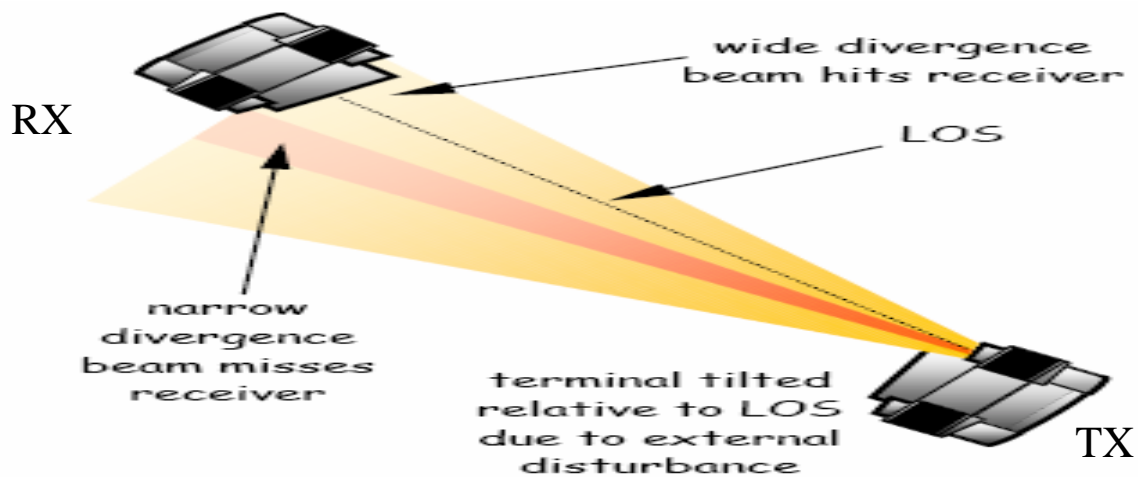 wide divergence
beam hits receiver
RX
LOS
narrow
divergence
beam misses
receiver
terminal tilted
relative to LOS
due to external
disturbance
TX